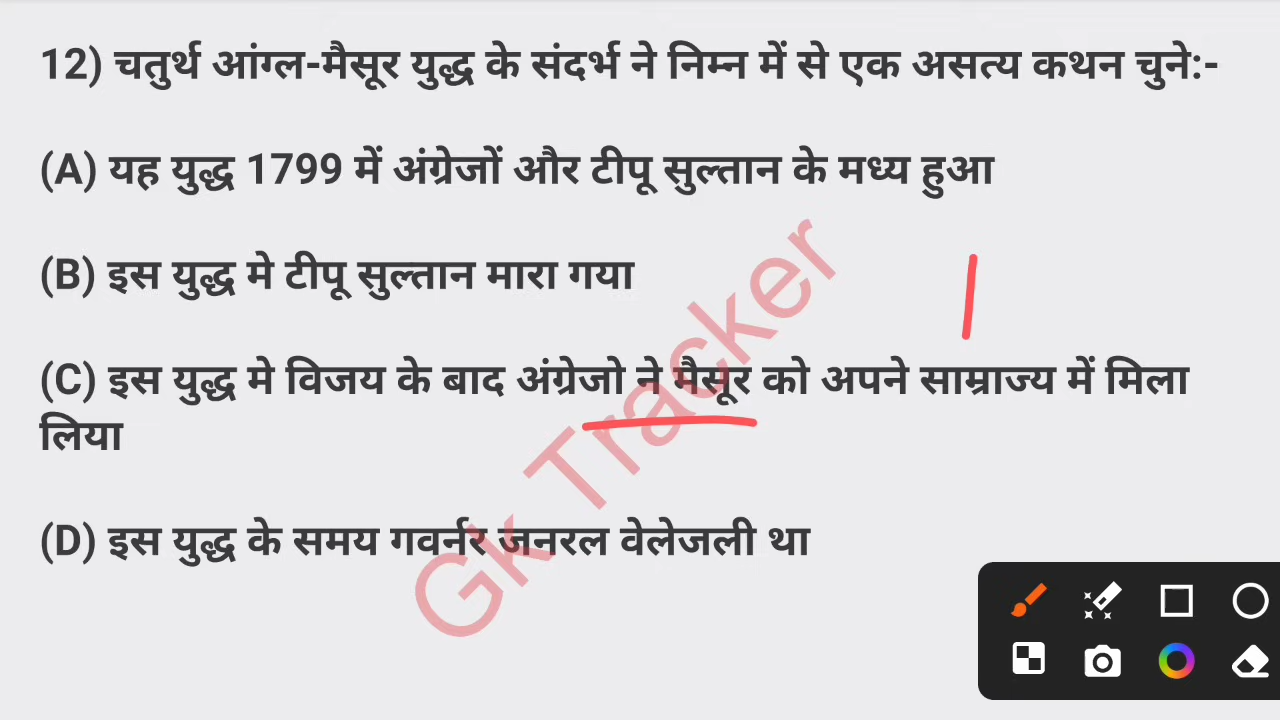 12) चतुर्थ आंग्ल-मैसूर युद्ध के संदर्भ ने निम्न में से एक असत्य कथन चुने:-
(A) यह युद्ध 1799 में अंग्रेजों और टीपू सुल्तान के मध्य हुआ
(B) इस युद्ध मे टीपू सुल्तान मारा गया
(C) इस युद्ध मे विजय के बाद अंग्रेजो ने मैसूर को अपने साम्राज्य में मिला
लिया
(D) इस युद्ध के समय गवर्नर जनरल वेलेजली था
Gk Tracker